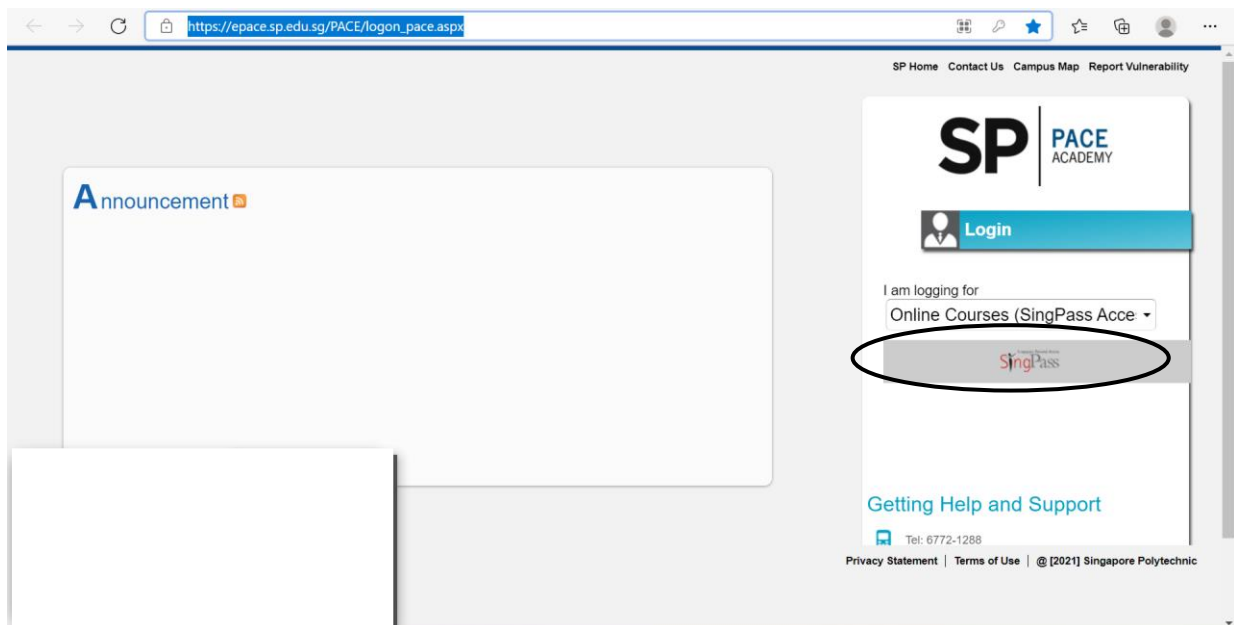 https://epace.sp.edu.sg/PACE/logon_pace.aspx
SP Home Contact Us Campus Map Report Vulnerability
SP PACE
ACADEMY
Announcement
Login
I am logging for
Online Courses (SingPass Acce
SingPass
Getting Help and Support
Tel: 6772-1288
Privacy Statement | Terms of Use | @ [2021] Singapore Polytechnic